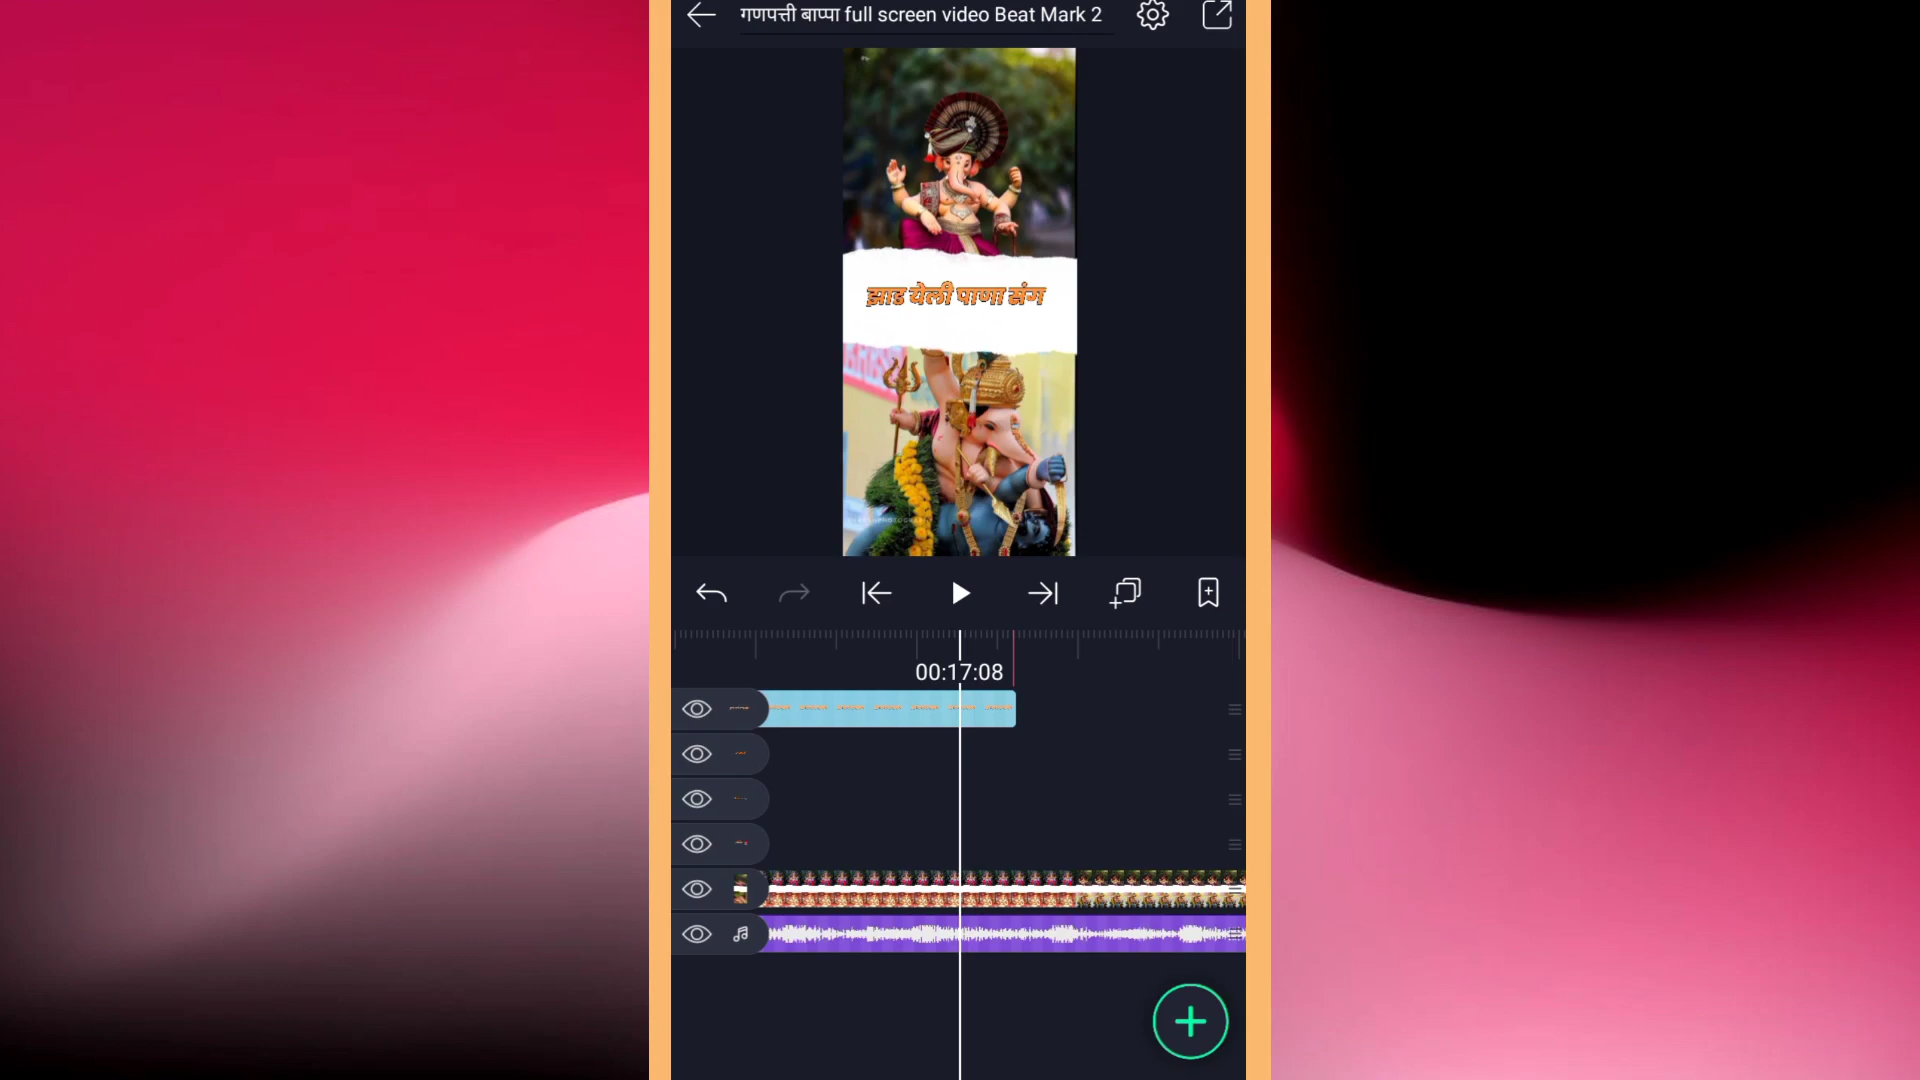 गणपत्ती बाप्पा full screen video Beat Mark 2
झाड येली पाणा संग
00:17:08